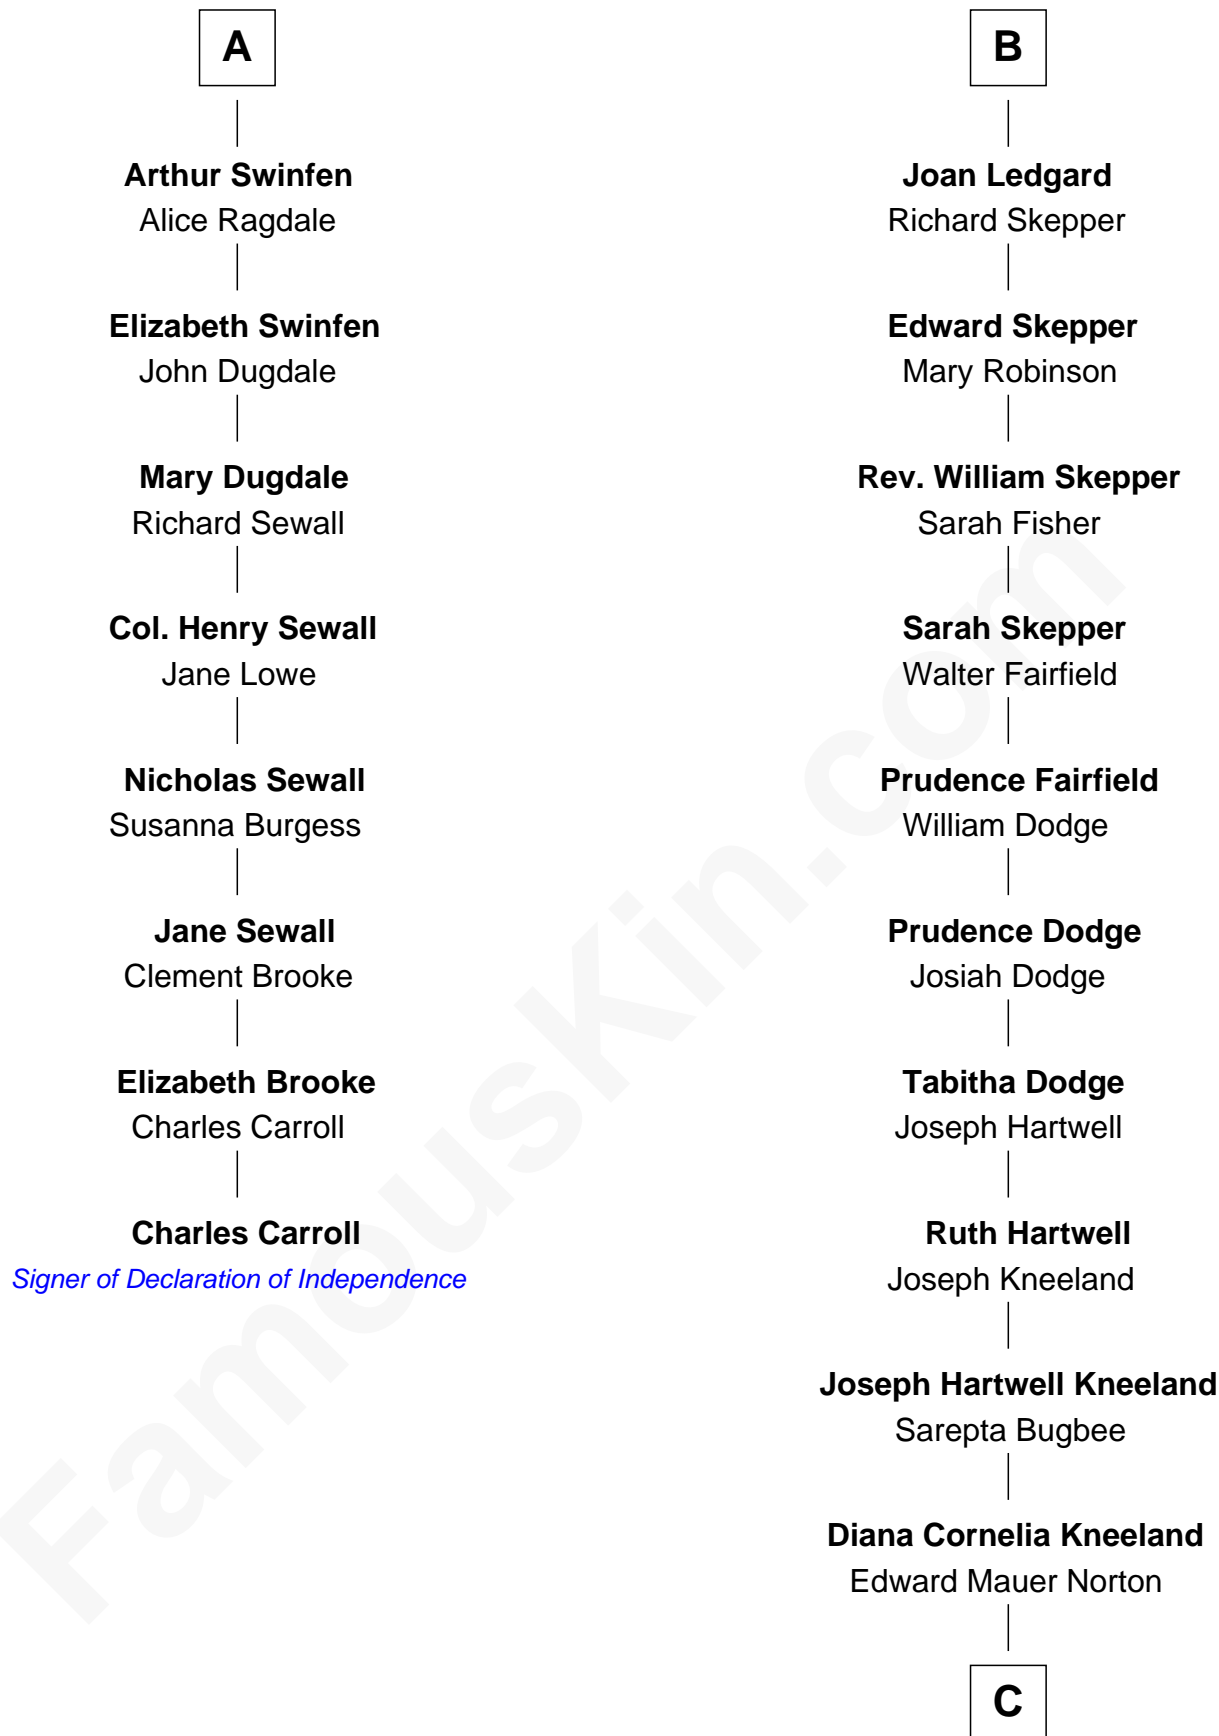 A
Arthur Swinfen
Alice Ragdale
Elizabeth Swinfen
John Dugdale
Mary Dugdale
Richard Sewall
Col. Henry Sewall
Jane Lowe
Nicholas Sewall
Susanna Burgess
Jane Sewall
Clement Brooke
Elizabeth Brooke
Charles Carroll
Charles Carroll
Signer of Declaration of Independence
B
Joan Ledgard
Richard Skepper
Edward Skepper
Mary Robinson
Rev. William Skepper
Sarah Fisher
Sarah Skepper
Walter Fairfield
Prudence Fairfield
William Dodge
Prudence Dodge
Josiah Dodge
Tabitha Dodge
Joseph Hartwell
Ruth Hartwell
Joseph Kneeland
Joseph Hartwell Kneeland
Sarepta Bugbee
Diana Cornelia Kneeland
Edward Mauer Norton
C
FamousKin.com